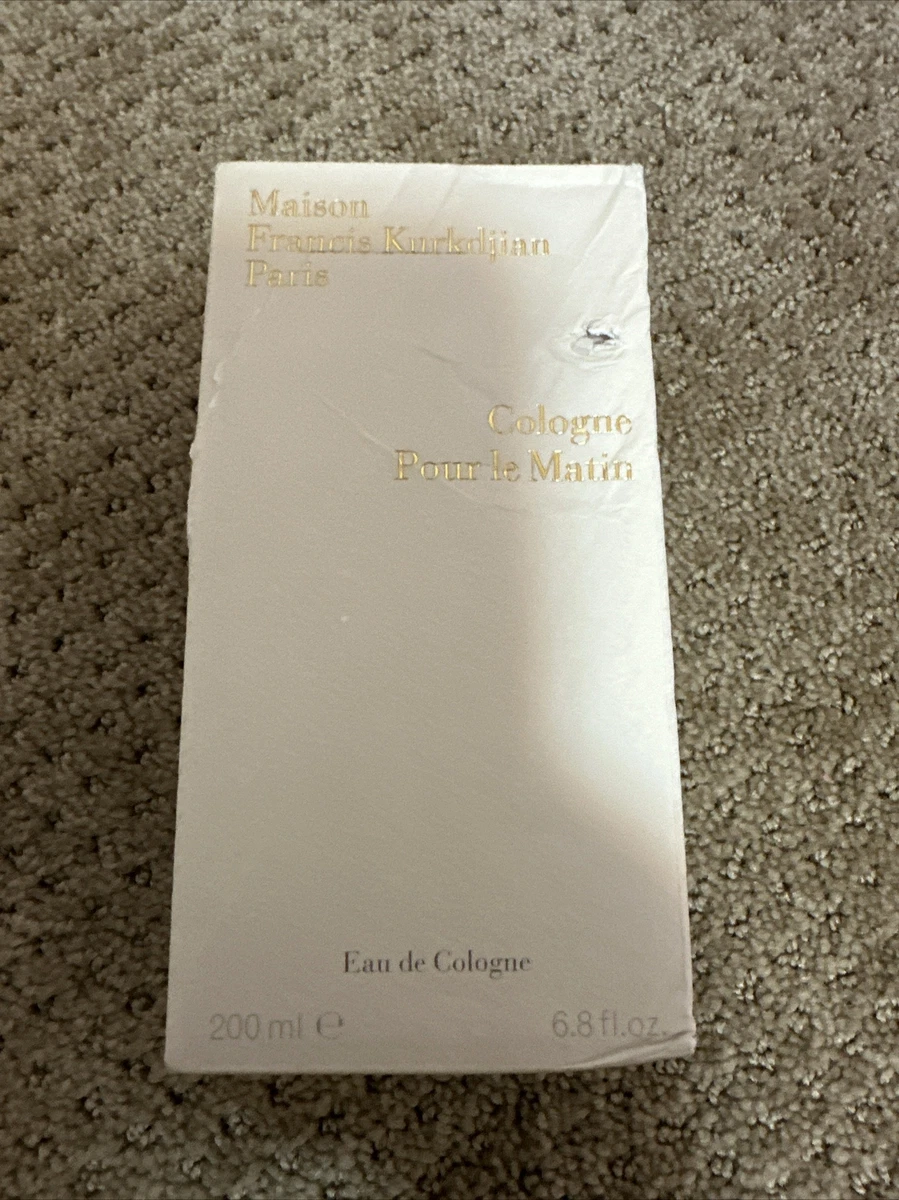 Maison
Francis Kurkdjian
Paris
Cologne
Pour le Matin
Eau de Cologne
200 ml ℮ 6.8 fl.oz.